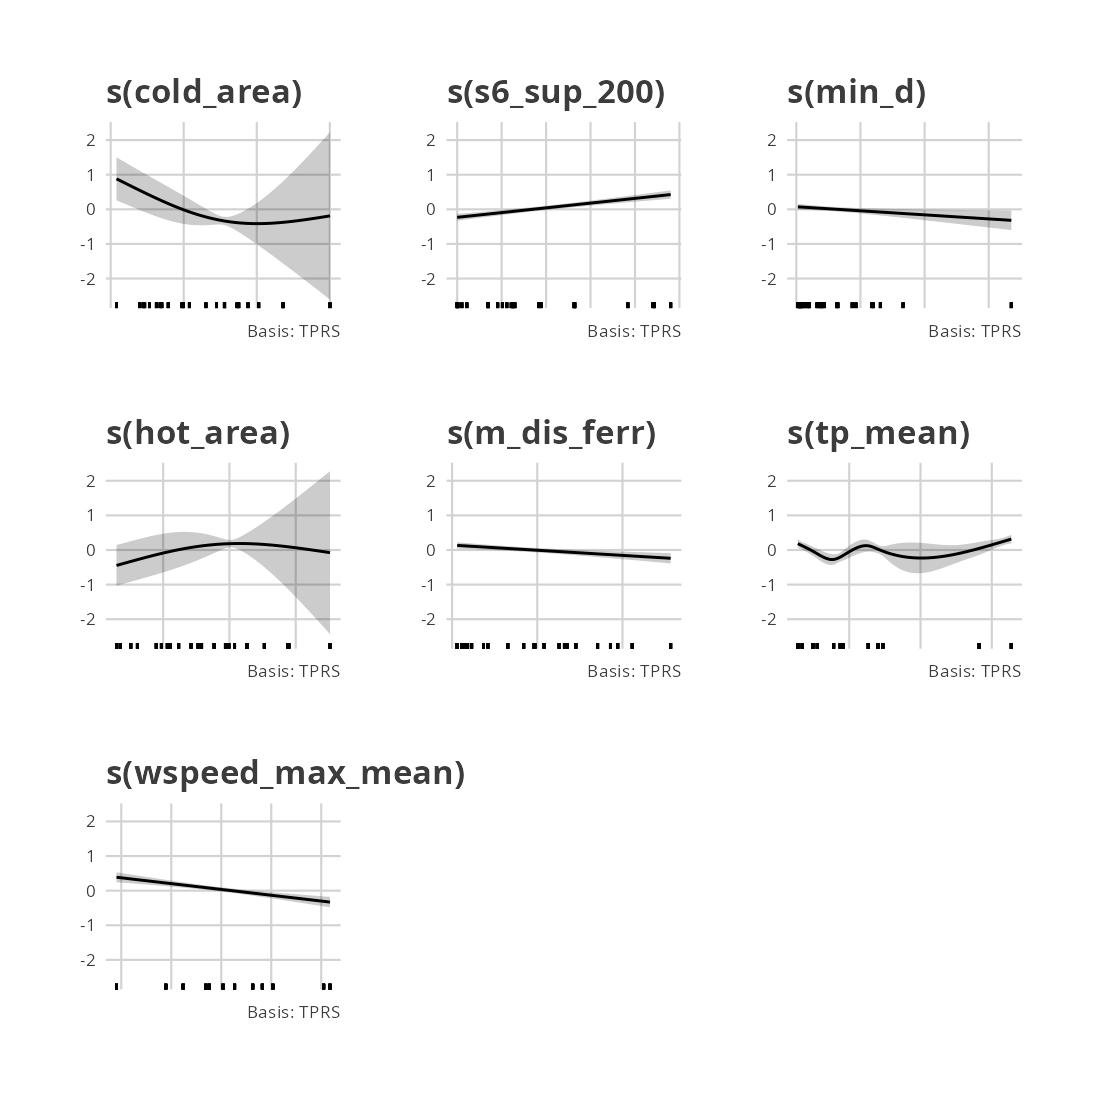 s(cold_area)
2
1
0
-1
-2
Basis: TPRS
s(s6_sup_200)
2
1
0
-1
-2
Basis: TPRS
s(min_d)
2
1
0
-1
-2
Basis: TPRS
s(hot_area)
2
1
0
-1
-2
Basis: TPRS
s(m_dis_ferr)
2
1
0
-1
-2
Basis: TPRS
s(tp_mean)
2
1
0
-1
-2
Basis: TPRS
s(wspeed_max_mean)
2
1
0
-1
-2
Basis: TPRS